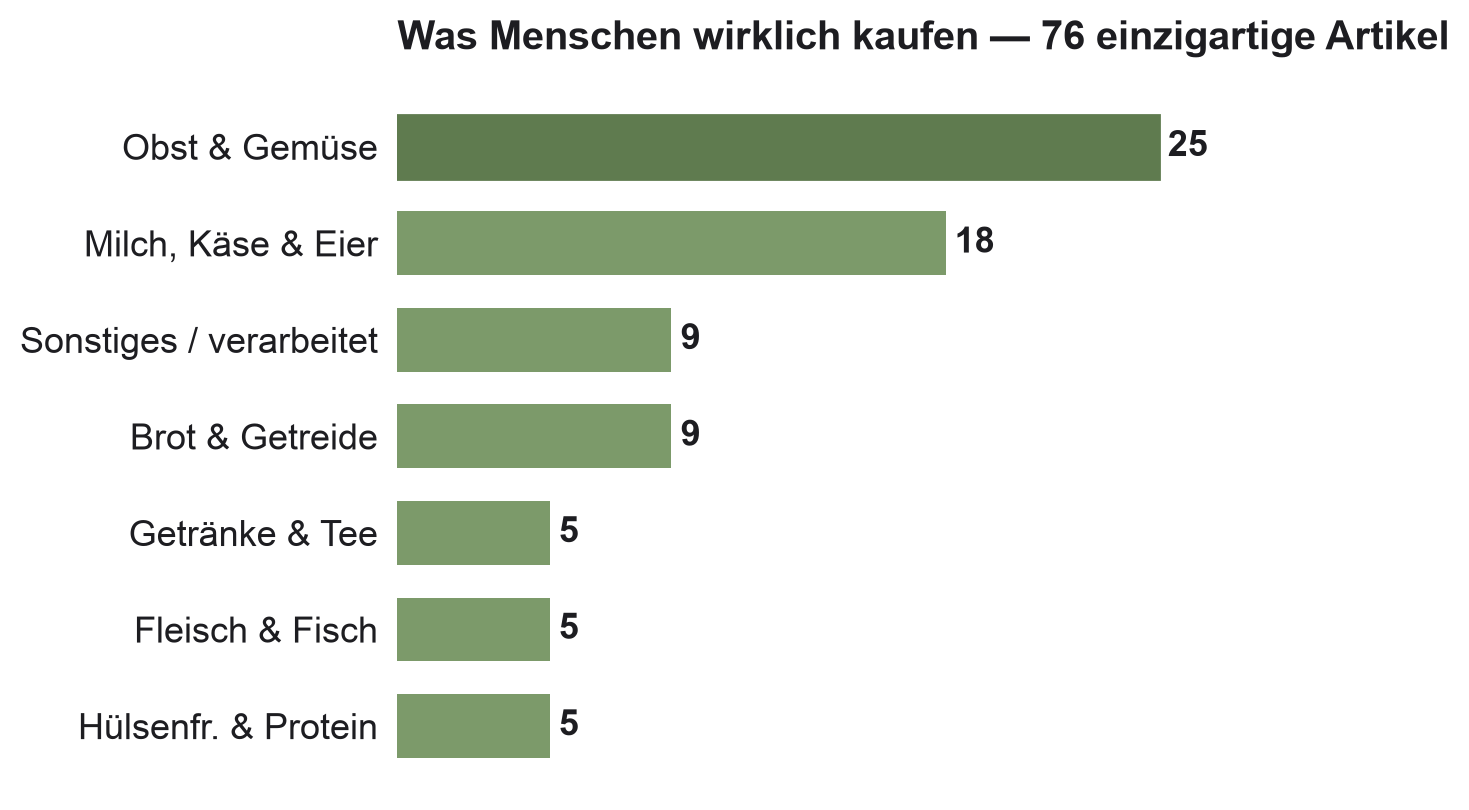 Was Menschen wirklich kaufen — 76 einzigartige Artikel
Obst & Gemüse 25
Milch, Käse & Eier 18
Sonstiges / verarbeitet 9
Brot & Getreide 9
Getränke & Tee 5
Fleisch & Fisch 5
Hülsenfr. & Protein 5